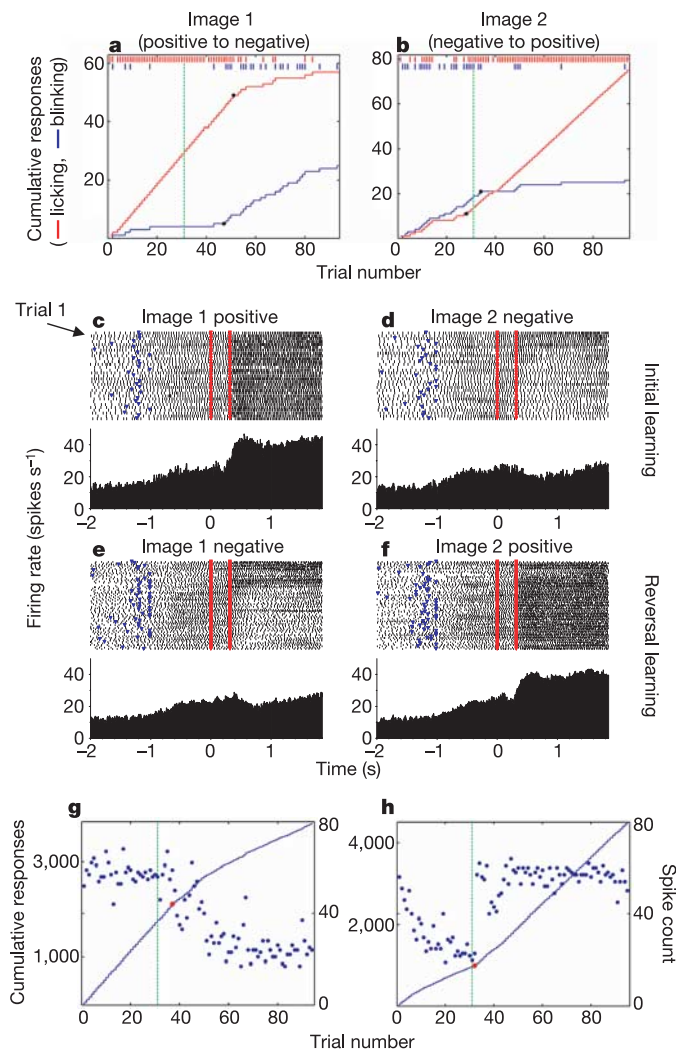 Image 1
(positive to negative)
Image 2
(negative to positive)
a
b
Cumulative responses
(— licking, — blinking)
60
40
20
0
20
40
60
80
80
60
40
20
0
20
40
60
80
Trial number
Trial 1
c
Image 1 positive
d
Image 2 negative
Initial learning
Firing rate (spikes s⁻¹)
40
20
0
−2
−1
0
1
40
20
0
−2
−1
0
1
e
Image 1 negative
f
Image 2 positive
Reversal learning
40
20
0
−2
−1
0
1
40
20
0
−2
−1
0
1
Time (s)
g
h
Cumulative responses
3,000
1,000
80
40
0
0
20
40
60
80
4,000
2,000
80
40
0
0
20
40
60
80
Spike count
Trial number